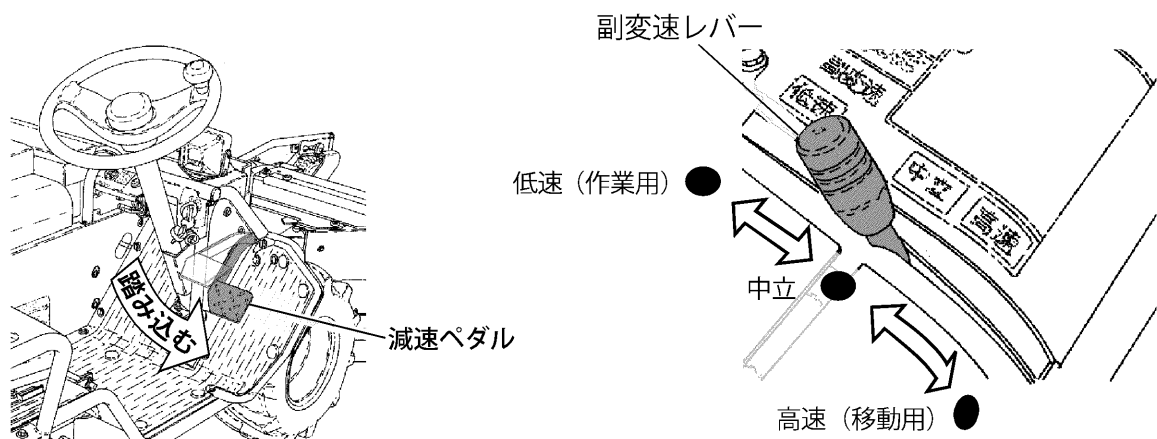 踏み込む
減速ペダル
副変速レバー
低速
副変速
中立
高速
低速（作業用）
中立
高速（移動用）